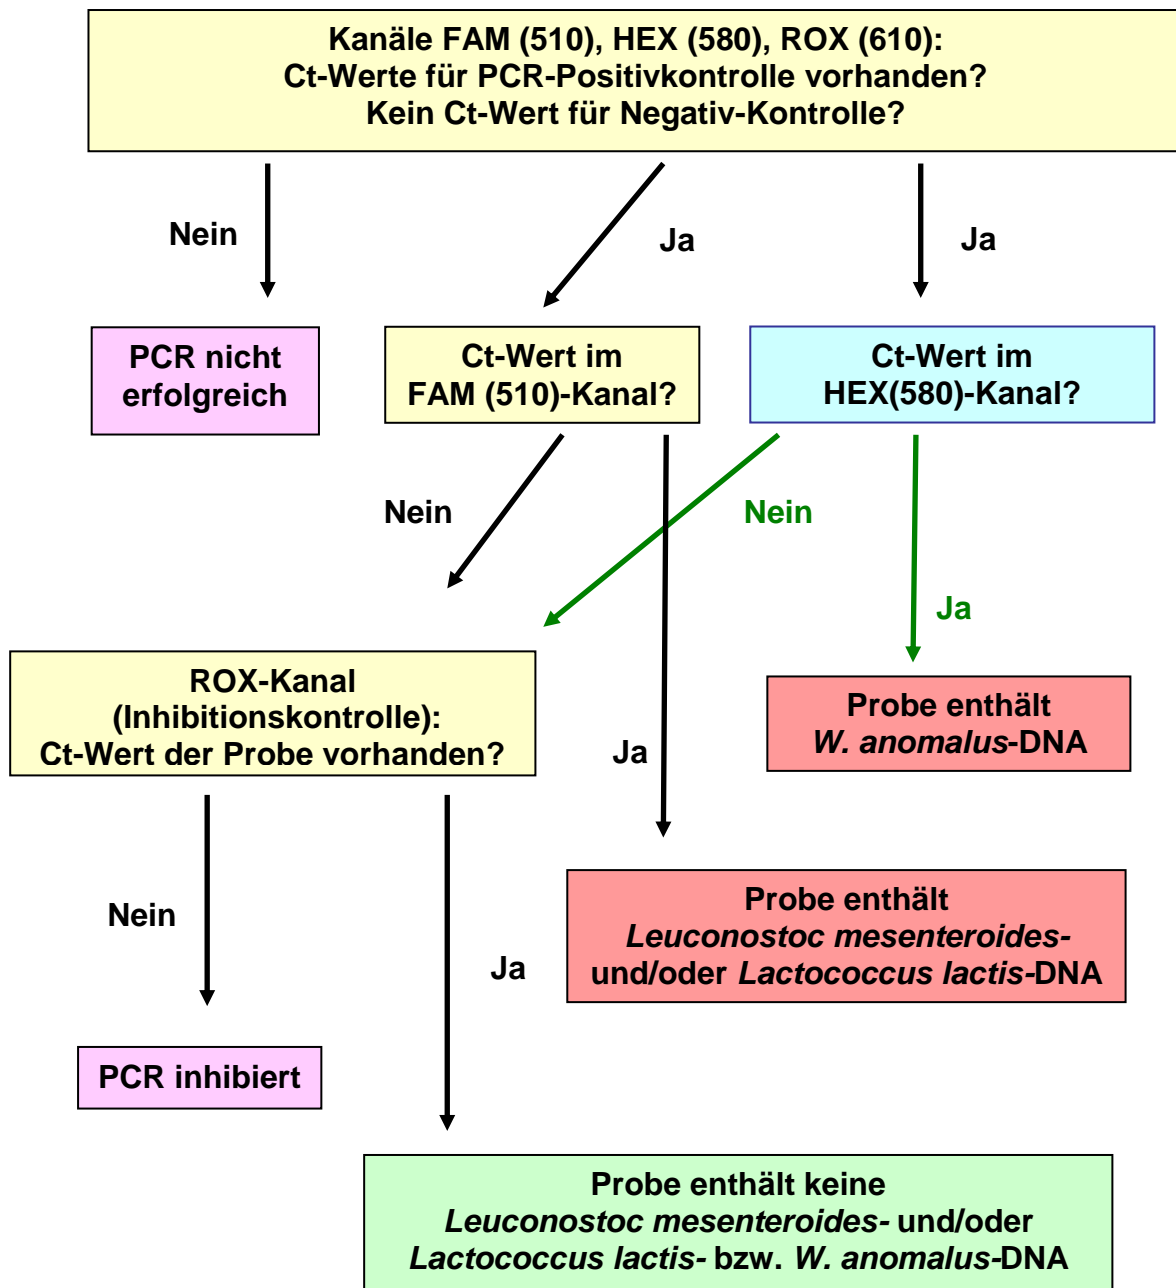 Kanäle FAM (510), HEX (580), ROX (610):
Ct-Werte für PCR-Positivkontrolle vorhanden?
Kein Ct-Wert für Negativ-Kontrolle?
Nein
Ja
Ja
PCR nicht
erfolgreich
Ct-Wert im
FAM (510)-Kanal?
Ct-Wert im
HEX(580)-Kanal?
Nein
Nein
Ja
ROX-Kanal
(Inhibitionskontrolle):
Ct-Wert der Probe vorhanden?
Probe enthält
W. anomalus-DNA
Ja
Nein
Ja
Probe enthält
Leuconostoc mesenteroides-
und/oder Lactococcus lactis-DNA
PCR inhibiert
Probe enthält keine
Leuconostoc mesenteroides- und/oder
Lactococcus lactis- bzw. W. anomalus-DNA